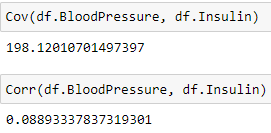 Cov(df.BloodPressure, df.Insulin)
198.12010701497397
Corr(df.BloodPressure, df.Insulin)
0.08893337837319301